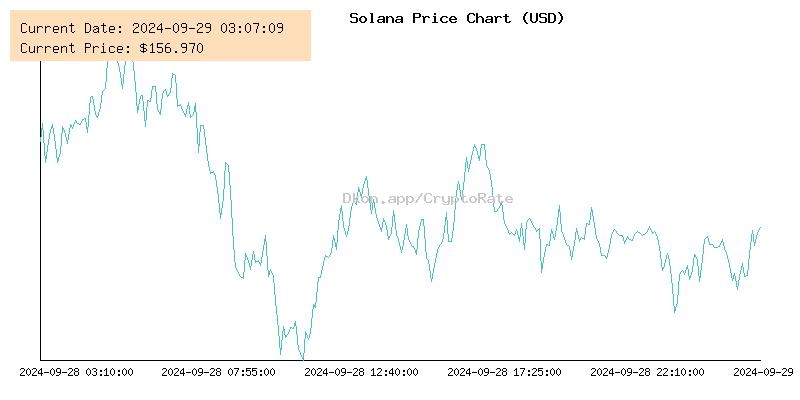 Solana Price Chart (USD)
Current Date: 2024-09-29 03:07:09
Current Price: $156.970
Dkon.app/CryptoRate
2024-09-28 03:10:00 2024-09-28 07:55:00 2024-09-28 12:40:00 2024-09-28 17:25:00 2024-09-28 22:10:00 2024-09-29